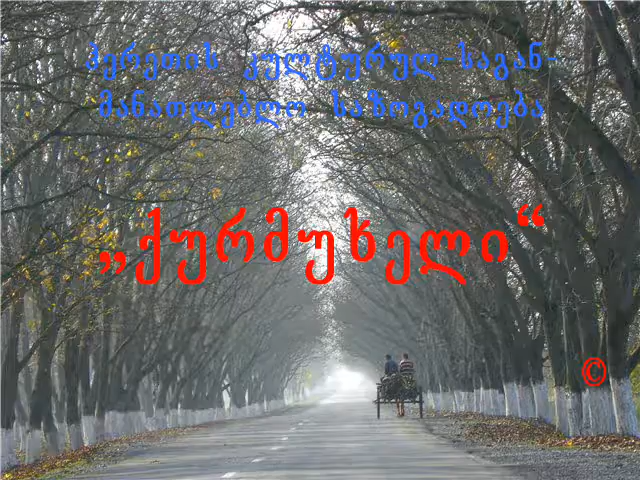 ჰერეთის კულტურულ-საგან-
მანათლებლო საზოგადოება
„ქურმუხელი“
©